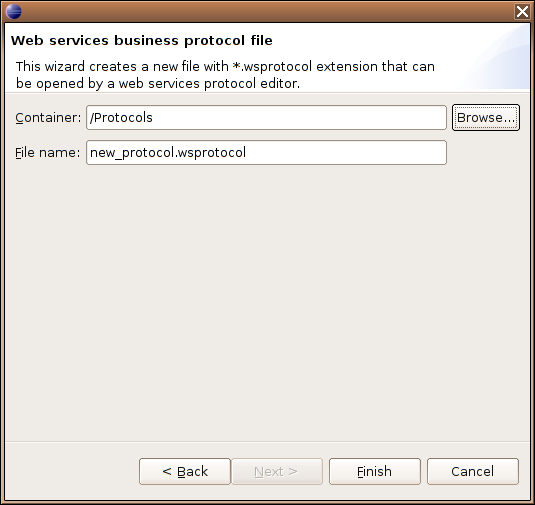 Web services business protocol file
This wizard creates a new file with *.wsprotocol extension that can
be opened by a web services protocol editor.
Container: /Protocols Browse...
File name: new_protocol.wsprotocol
< Back Next > Finish Cancel